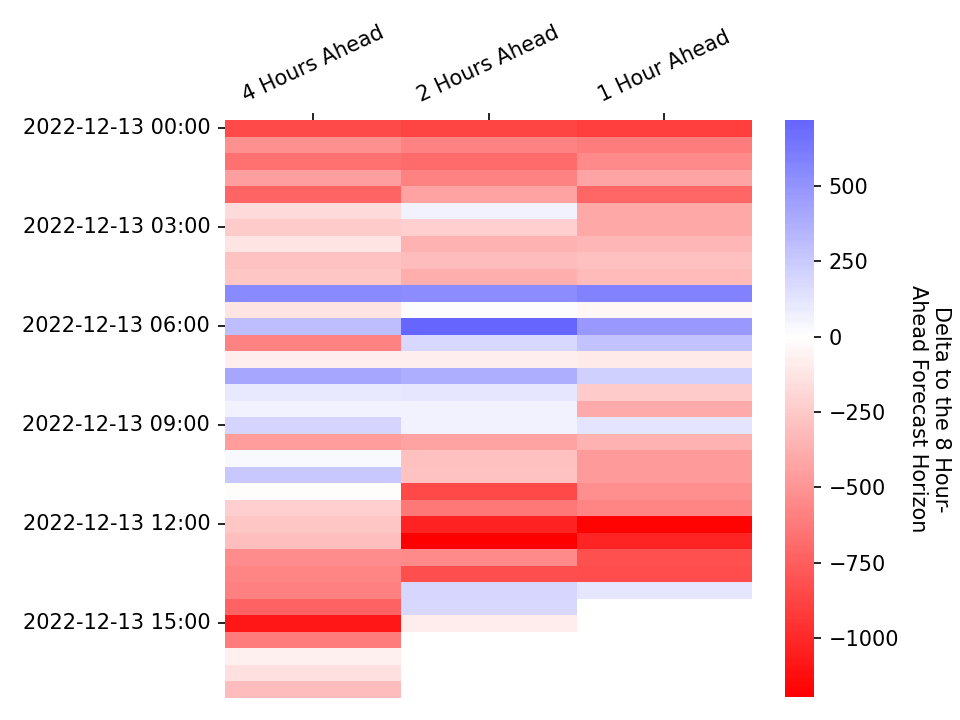 4 Hours Ahead
2 Hours Ahead
1 Hour Ahead
2022-12-13 00:00
2022-12-13 03:00
2022-12-13 06:00
2022-12-13 09:00
2022-12-13 12:00
2022-12-13 15:00
500
250
0
−250
−500
−750
−1000
Delta to the 8 Hour-
Ahead Forecast Horizon